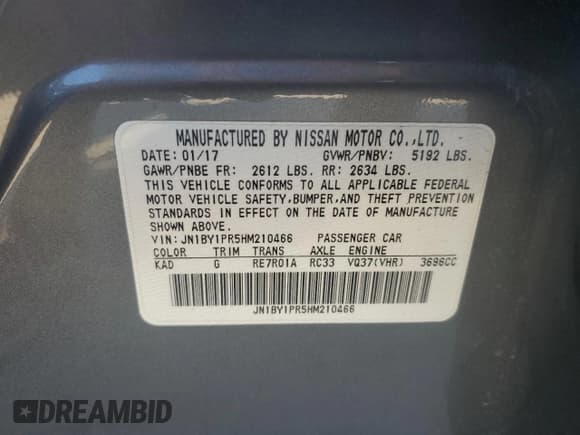 MANUFACTURED BY NISSAN MOTOR CO.,LTD.
DATE: 01/17 GVWR/PNBV: 5192 LBS.
GAWR/PNBE FR: 2612 LBS. RR: 2634 LBS.
THIS VEHICLE CONFORMS TO ALL APPLICABLE FEDERAL
MOTOR VEHICLE SAFETY,BUMPER,AND THEFT PREVENTION
STANDARDS IN EFFECT ON THE DATE OF MANUFACTURE
SHOWN ABOVE.
VIN: JN1BY1PR5HM210466 PASSENGER CAR
COLOR TRIM TRANS AXLE ENGINE
KAD G RE7R01A RC33 VQ37(VHR) 3696CC
JN1BY1PR5HM210466
DREAMBID